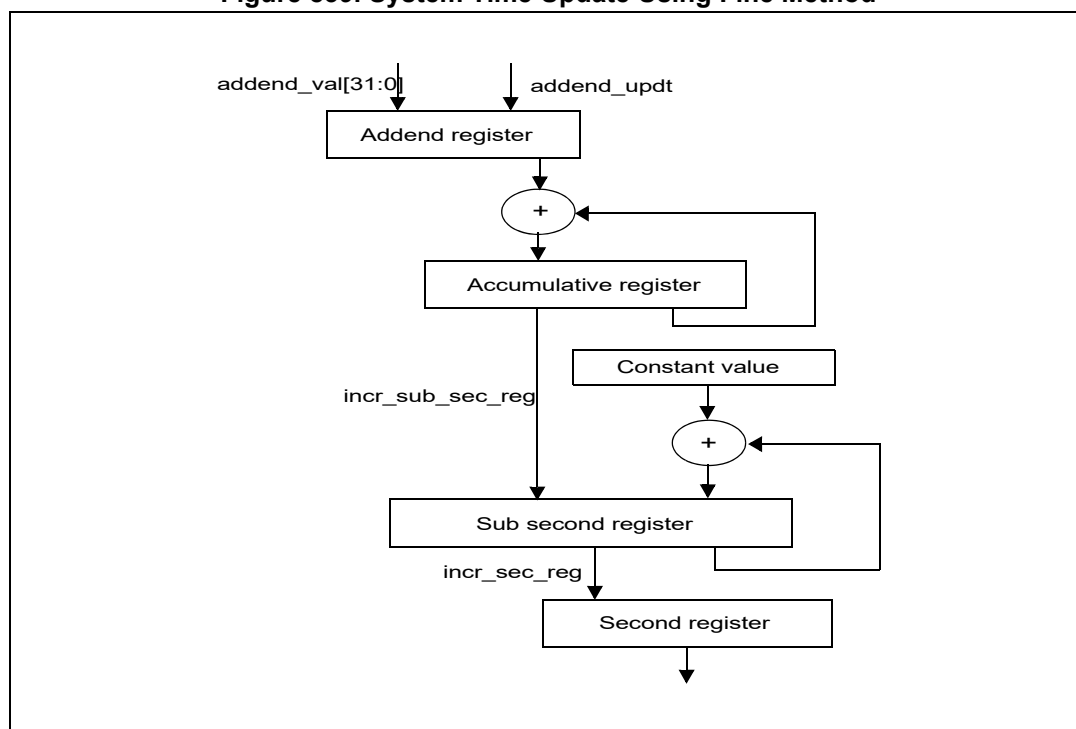 Figure System Time Update Using Fine Method
addend_val[31:0]
addend_updt
Addend register
+
Accumulative register
Constant value
incr_sub_sec_reg
+
Sub second register
incr_sec_reg
Second register